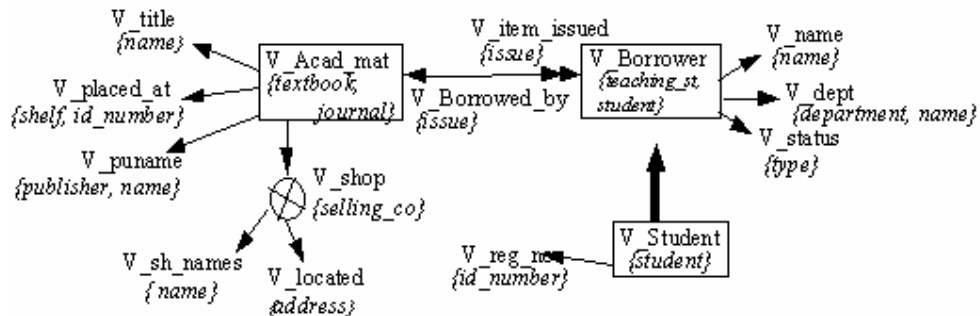 V_title
{name}
V_placed_at
{shelf, id_number}
V_puname
{publisher, name}
V_Acad_mat
{textbook,
journal}
V_shop
{selling_co}
V_sh_names
{name}
V_located
{address}
V_item_issued
{issue}
V_Borrowed_by
{issue}
V_Borrower
{teaching_st,
student}
V_name
{name}
V_dept
{department, name}
V_status
{type}
V_Student
{student}
{id_number}